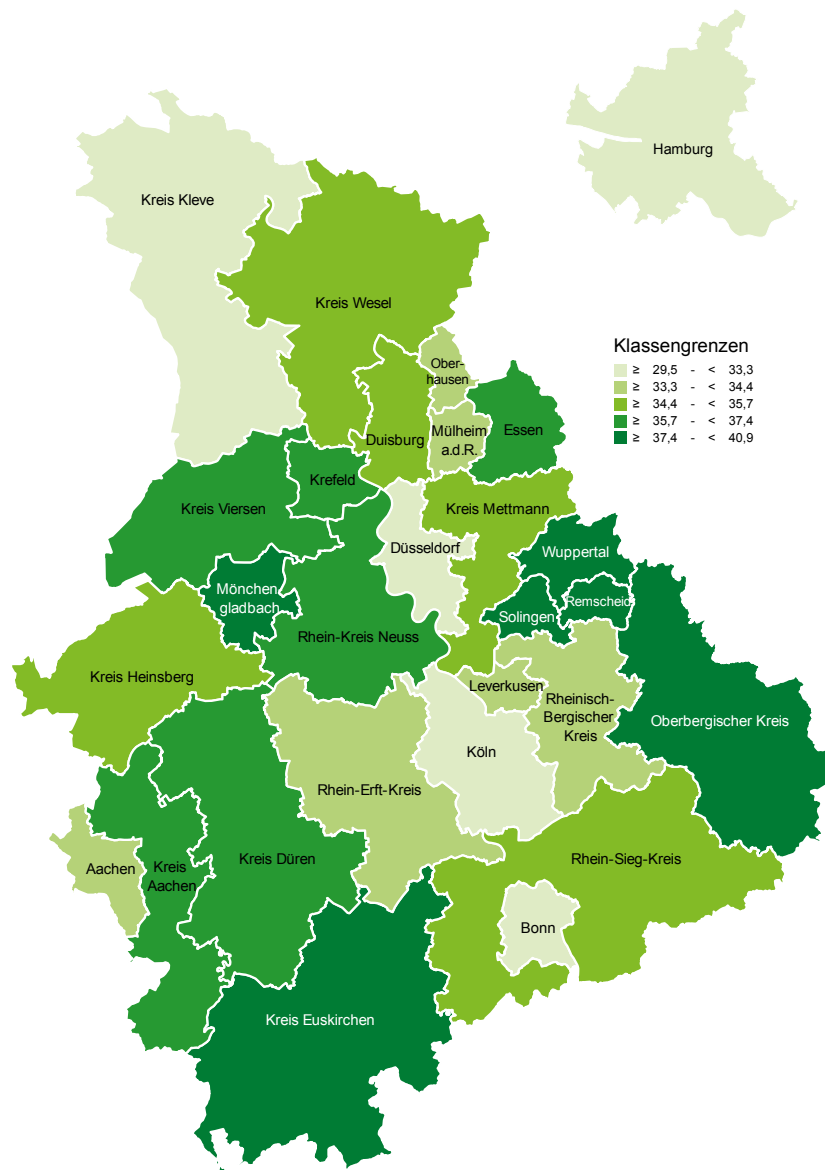 Hamburg
Kreis Kleve
Kreis Wesel
Klassengrenzen
≥ 29,5 - < 33,3
≥ 33,3 - < 34,4
≥ 34,4 - < 35,7
≥ 35,7 - < 37,4
≥ 37,4 - < 40,9
Ober-
hausen
Duisburg
Mülheim
a.d.R.
Essen
Krefeld
Kreis Viersen
Kreis Mettmann
Düsseldorf
Wuppertal
Mönchen
gladbach
Remscheid
Solingen
Rhein-Kreis Neuss
Kreis Heinsberg
Leverkusen
Rheinisch-
Bergischer
Kreis
Oberbergischer Kreis
Köln
Rhein-Erft-Kreis
Aachen
Kreis
Aachen
Kreis Düren
Rhein-Sieg-Kreis
Bonn
Kreis Euskirchen